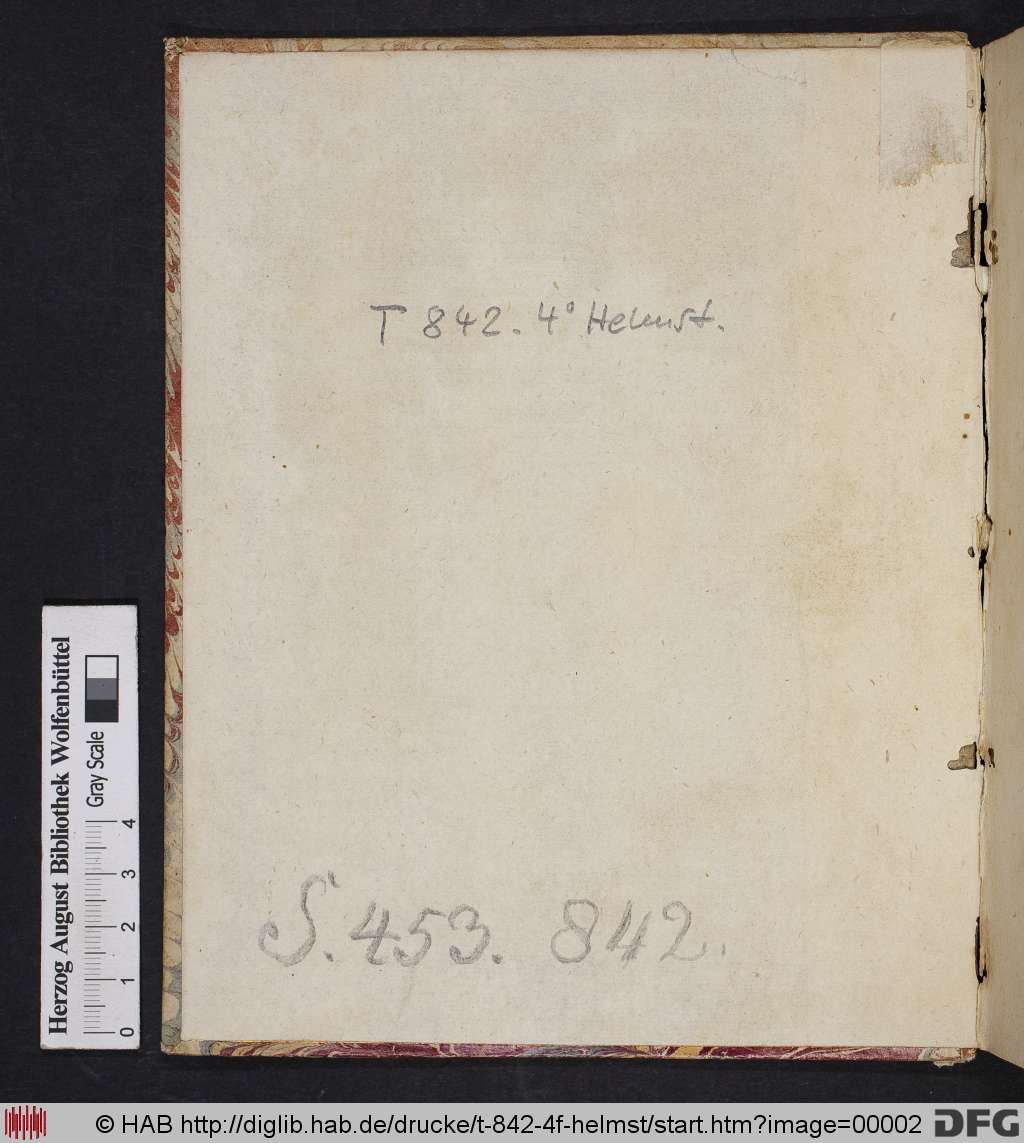 T 842. 4° Helmst.
S. 453. 842.
Herzog August Bibliothek Wolfenbüttel
Gray Scale
0 1 2 3 4
© HAB http://diglib.hab.de/drucke/t-842-4f-helmst/start.htm?image=00002
DFG